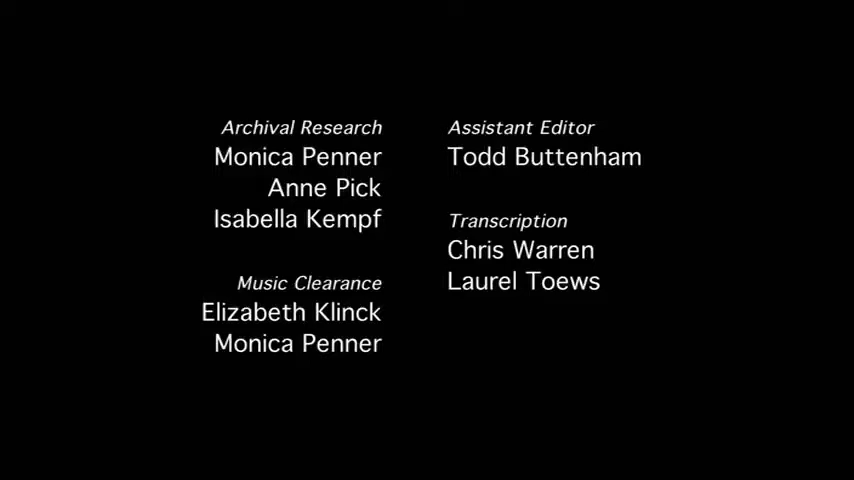 Archival Research
Monica Penner
Anne Pick
Isabella Kempf
Music Clearance
Elizabeth Klinck
Monica Penner
Assistant Editor
Todd Buttenham
Transcription
Chris Warren
Laurel Toews